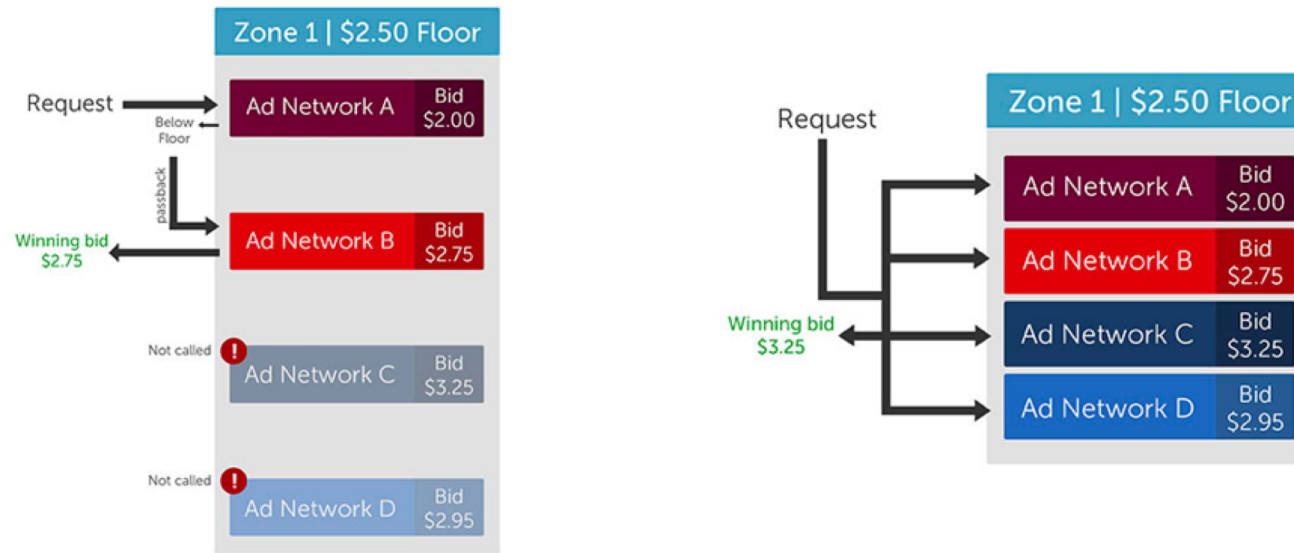 Zone 1 | $2.50 Floor
Request
Ad Network A
Bid
$2.00
Below
Floor
passback
Ad Network B
Bid
$2.75
Winning bid
$2.75
Not called
!
Ad Network C
Bid
$3.25
Not called
!
Ad Network D
Bid
$2.95
Request
Zone 1 | $2.50 Floor
Ad Network A
Bid
$2.00
Ad Network B
Bid
$2.75
Winning bid
$3.25
Ad Network C
Bid
$3.25
Ad Network D
Bid
$2.95